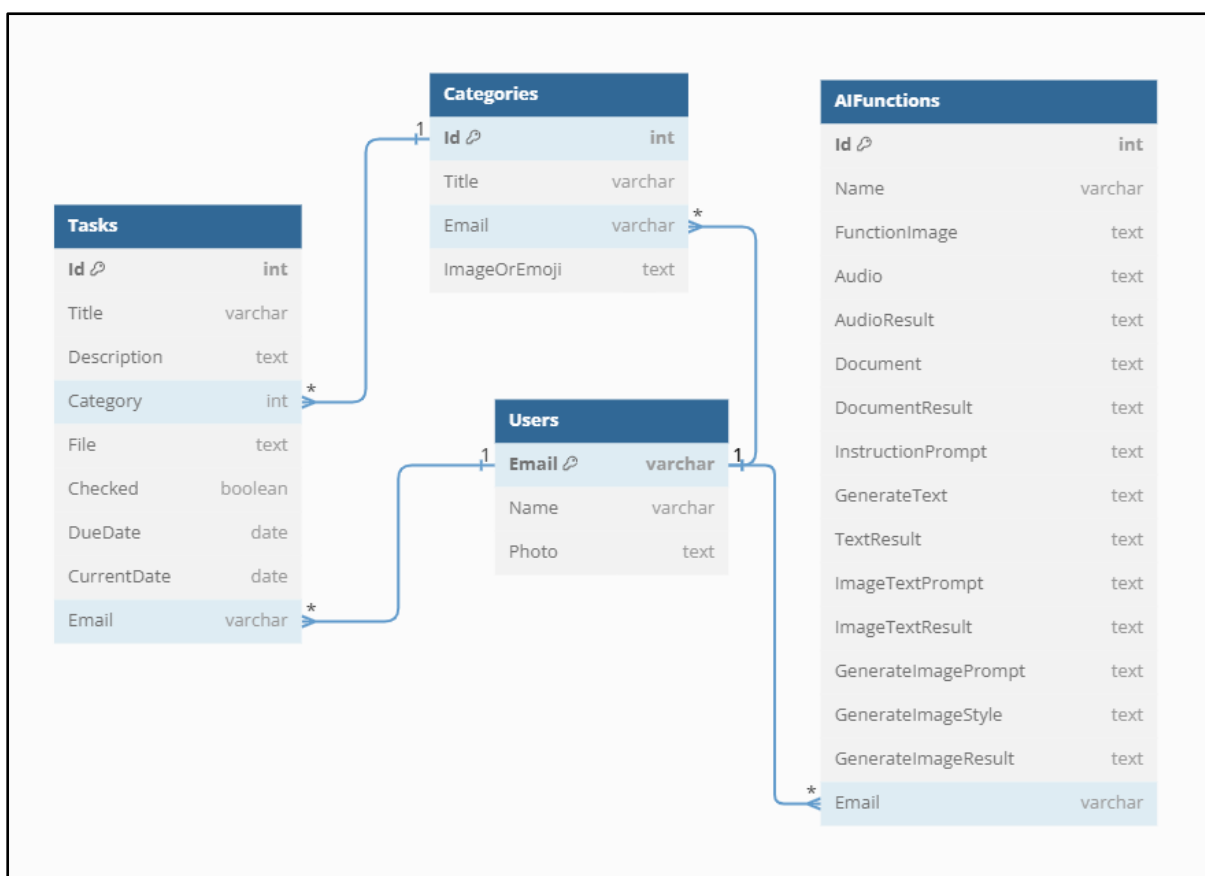 Categories
Id int
Title varchar
Email varchar
ImageOrEmoji text
1
*
Tasks
Id int
Title varchar
Description text
Category int
File text
Checked boolean
DueDate date
CurrentDate date
Email varchar
*
*
Users
Email varchar
Name varchar
Photo text
1
1
AIFunctions
Id int
Name varchar
FunctionImage text
Audio text
AudioResult text
Document text
DocumentResult text
InstructionPrompt text
GenerateText text
TextResult text
ImageTextPrompt text
ImageTextResult text
GenerateImagePrompt text
GenerateImageStyle text
GenerateImageResult text
Email varchar
*